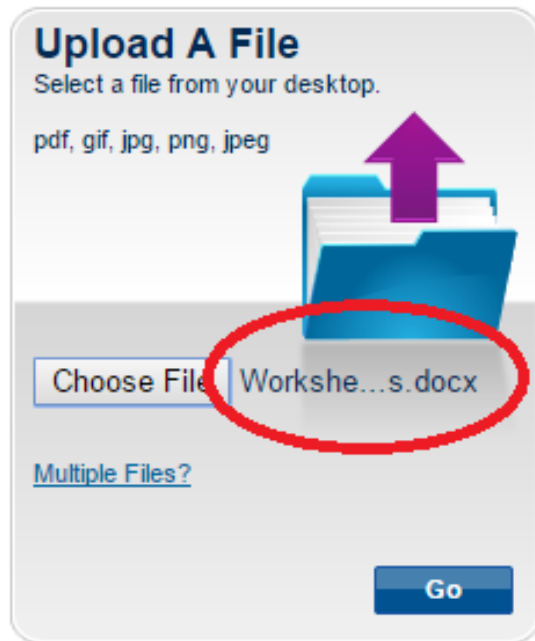 Upload A File
Select a file from your desktop.
pdf, gif, jpg, png, jpeg
Choose File Workshe...s.docx
Multiple Files?
Go